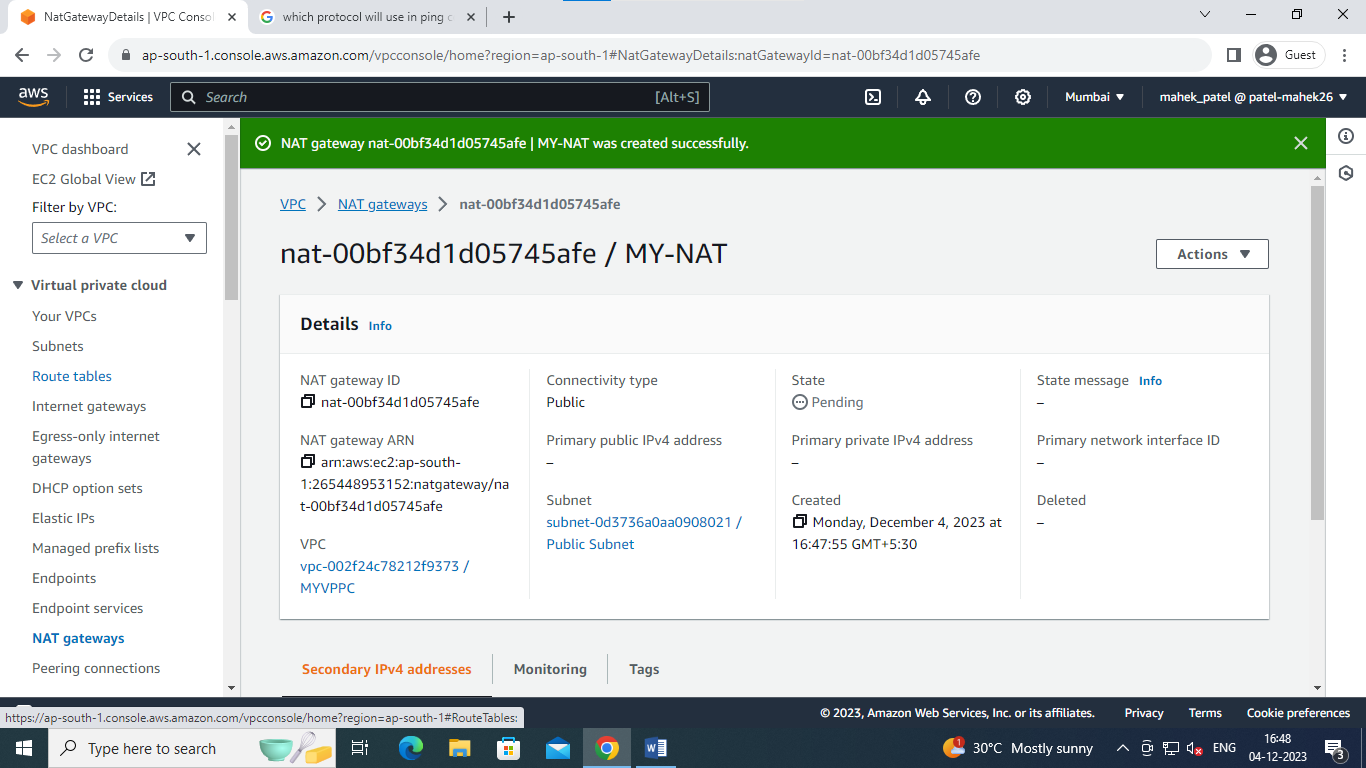 NatGatewayDetails | VPC Consol
which protocol will use in ping c
ap-south-1.console.aws.amazon.com/vpcconsole/home?region=ap-south-1#NatGatewayDetails:natGatewayId=nat-00bf34d1d05745afe
Guest
aws
Services
Search
[Alt+S]
Mumbai
mahek_patel @ patel-mahek26
VPC dashboard
EC2 Global View
Filter by VPC:
Select a VPC
Virtual private cloud
Your VPCs
Subnets
Route tables
Internet gateways
Egress-only internet
gateways
DHCP option sets
Elastic IPs
Managed prefix lists
Endpoints
Endpoint services
NAT gateways
Peering connections
NAT gateway nat-00bf34d1d05745afe | MY-NAT was created successfully.
VPC
NAT gateways
nat-00bf34d1d05745afe
nat-00bf34d1d05745afe / MY-NAT
Actions
Details Info
NAT gateway ID
nat-00bf34d1d05745afe
NAT gateway ARN
arn:aws:ec2:ap-south-
1:265448953152:natgateway/na
t-00bf34d1d05745afe
VPC
vpc-002f24c78212f9373 /
MYVPPC
Connectivity type
Public
Primary public IPv4 address
–
Subnet
subnet-0d3736a0aa0908021 /
Public Subnet
State
Pending
Primary private IPv4 address
–
Created
Monday, December 4, 2023 at
16:47:55 GMT+5:30
State message Info
–
Primary network interface ID
–
Deleted
–
Secondary IPv4 addresses
Monitoring
Tags
https://ap-south-1.console.aws.amazon.com/vpcconsole/home?region=ap-south-1#RouteTables:
© 2023, Amazon Web Services, Inc. or its affiliates.
Privacy
Terms
Cookie preferences
Type here to search
1
30°C Mostly sunny
ENG
16:48
04-12-2023
3